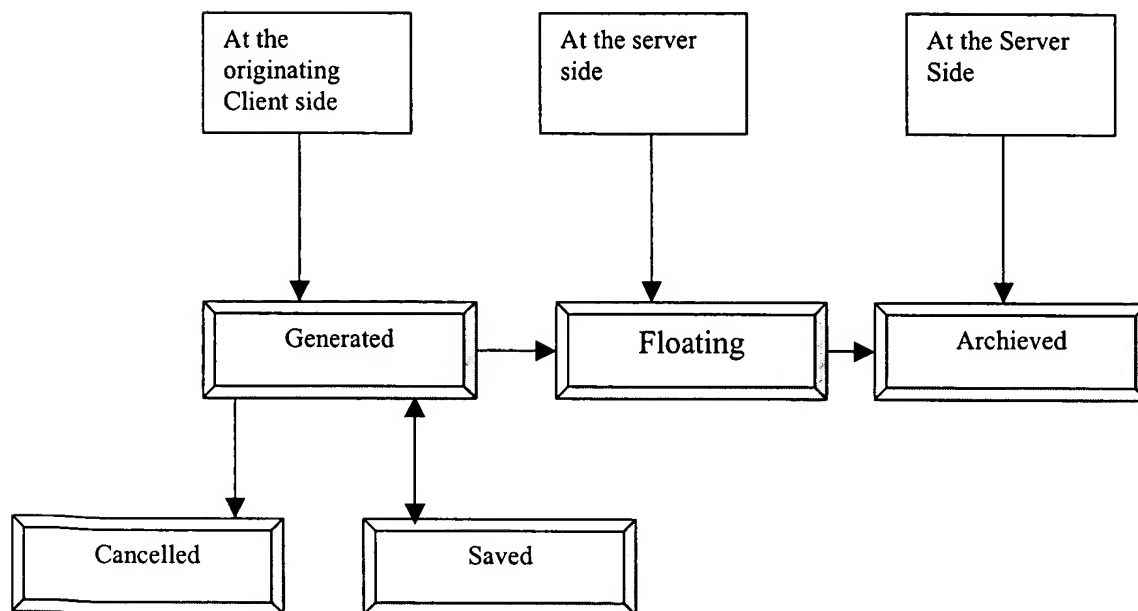 At the
originating
Client side
At the server
side
At the Server
Side
Generated
Floating
Archieved
Cancelled
Saved